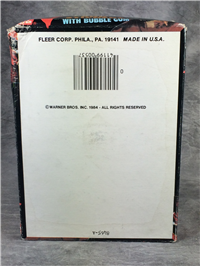 WITH BUBBLE GUM
FLEER CORP. PHILA., PA. 19141 MADE IN U.S.A.
0
©WARNER BROS. INC. 1984 - ALL RIGHTS RESERVED